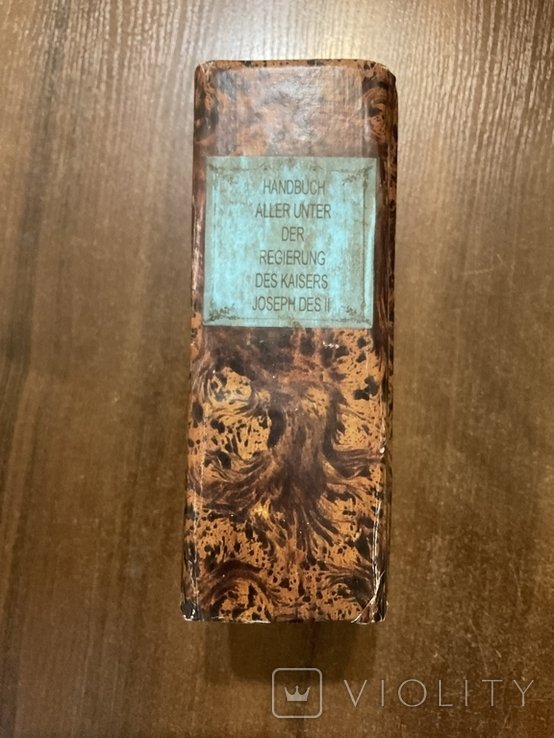 HANDBUCH
ALLER UNTER
DER
REGIERUNG
DES KAISERS
JOSEPH DES II
VIOLITY